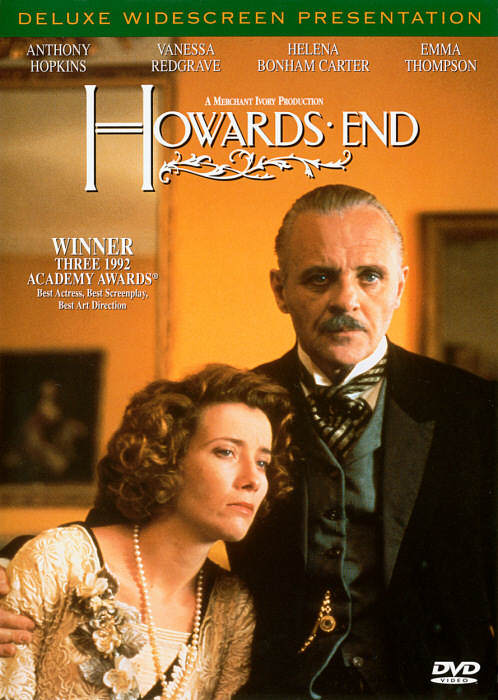 DELUXE WIDESCREEN PRESENTATION
ANTHONY HOPKINS
VANESSA REDGRAVE
HELENA BONHAM CARTER
EMMA THOMPSON
A MERCHANT IVORY PRODUCTION
HOWARDS·END
WINNER
THREE 1992
ACADEMY AWARDS®
Best Actress, Best Screenplay,
Best Art Direction
DVD
VIDEO